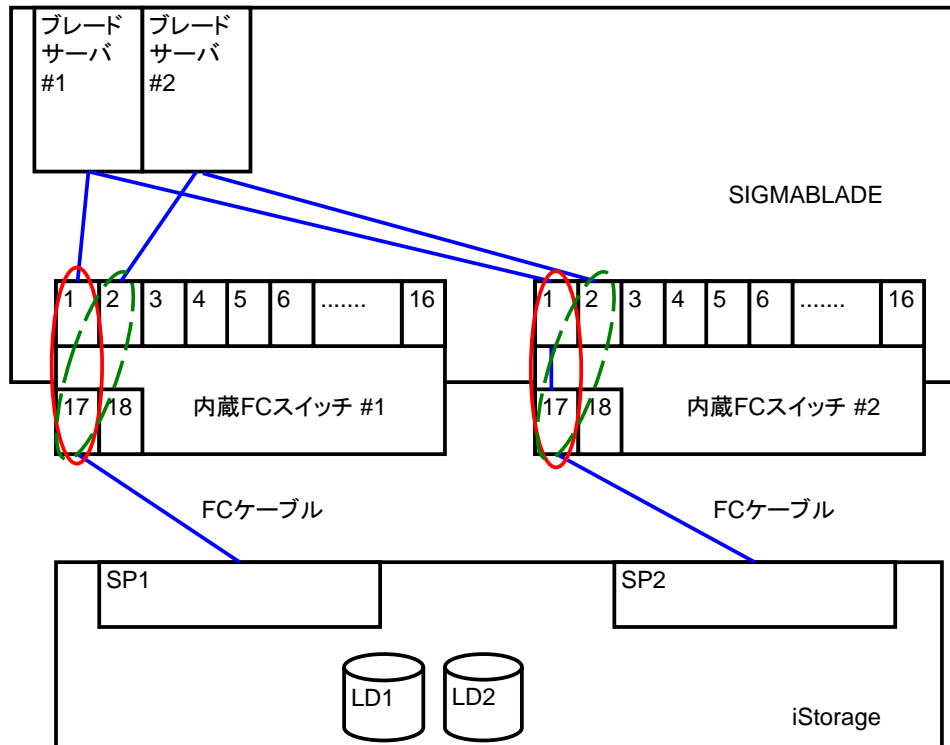 ブレード
サーバ
#1
ブレード
サーバ
#2
SIGMABLADE
1 2 3 4 5 6 ....... 16
1 2 3 4 5 6 ....... 16
17 18 内蔵FCスイッチ #1
17 18 内蔵FCスイッチ #2
FCケーブル
FCケーブル
SP1
SP2
LD1
LD2
iStorage